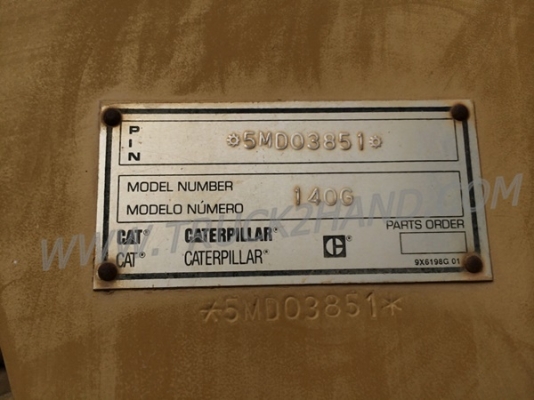 PIN *5MD03851*
MODEL NUMBER 140G
MODELO NÚMERO
CAT® CATERPILLAR® C PARTS ORDER
CAT® CATERPILLAR®
9X6198G 01
*5MD03851*
WWW.TRUCK2HAND.COM